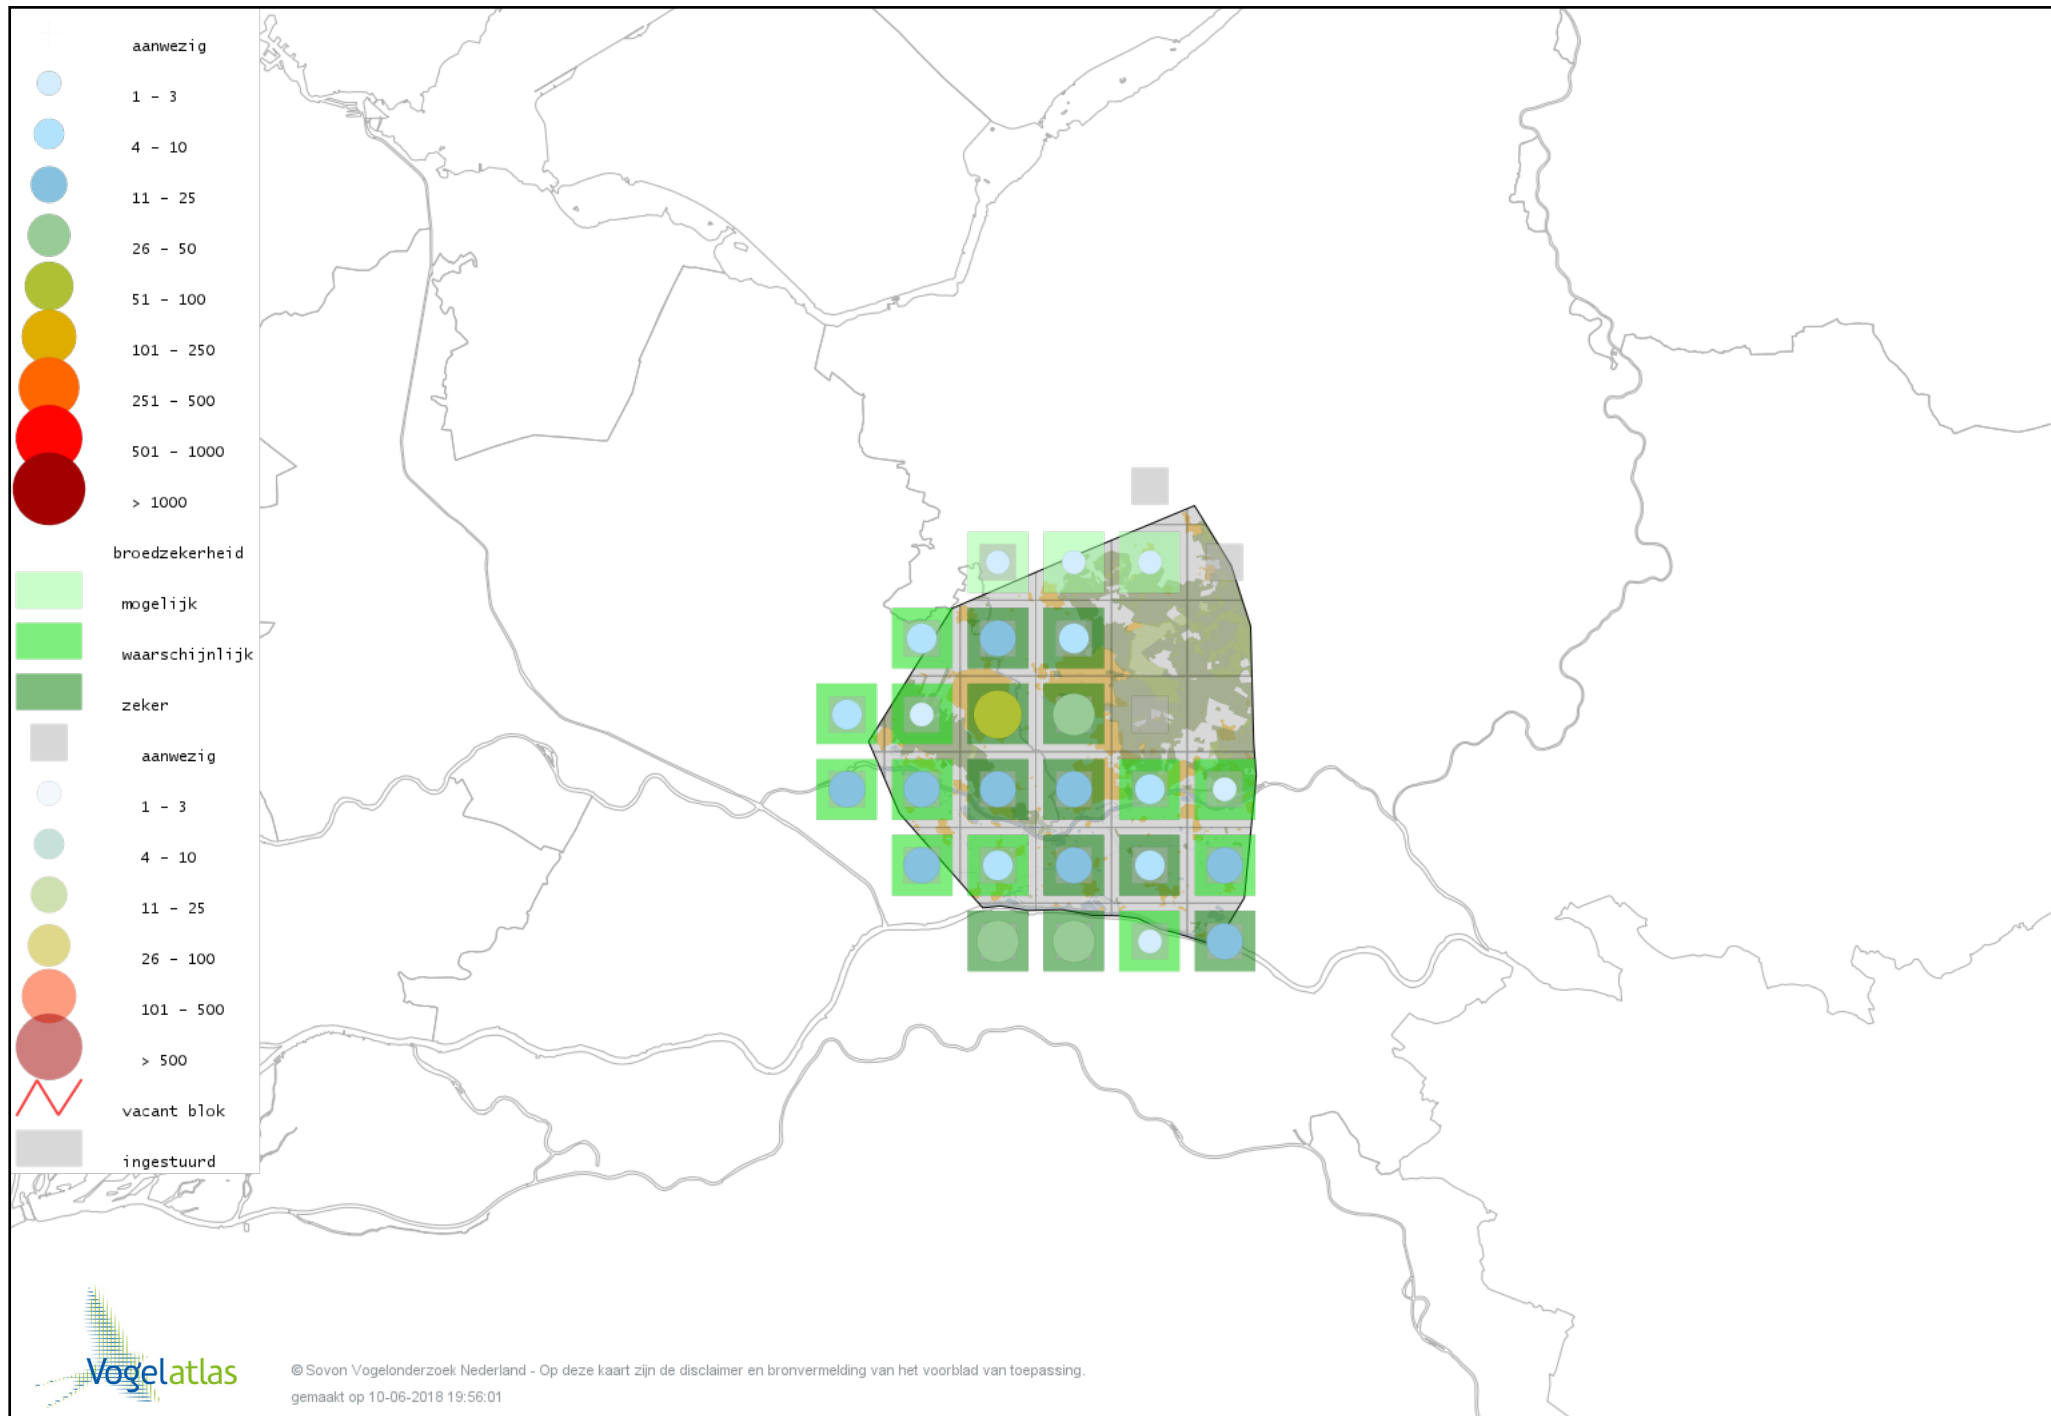 aanwezig
1 - 3
4 - 10
11 - 25
26 - 50
51 - 100
101 - 250
251 - 500
501 - 1000
> 1000
broedzekerheid
mogelijk
waarschijnlijk
zeker
aanwezig
1 - 3
4 - 10
11 - 25
26 - 100
101 - 500
> 500
vacant blok
ingestuurd
Vogelatlas
© Sovon Vogelonderzoek Nederland - Op deze kaart zijn de disclaimer en bronvermelding van het voorblad van toepassing.
gemaakt op 10-06-2018 19:56:01